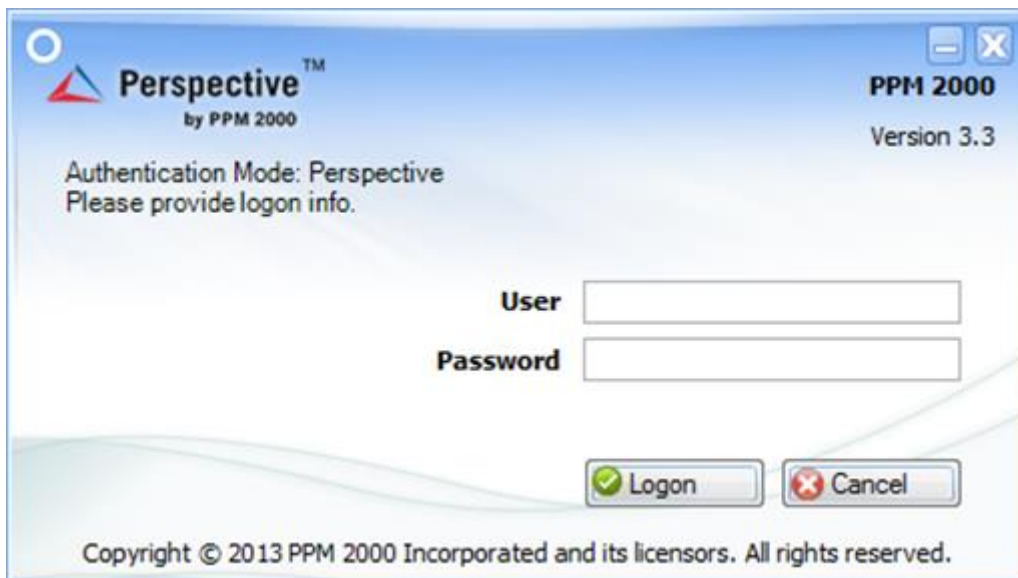 Perspective™
by PPM 2000
PPM 2000
Version 3.3
Authentication Mode: Perspective
Please provide logon info.
User
Password
Logon
Cancel
Copyright © 2013 PPM 2000 Incorporated and its licensors. All rights reserved.